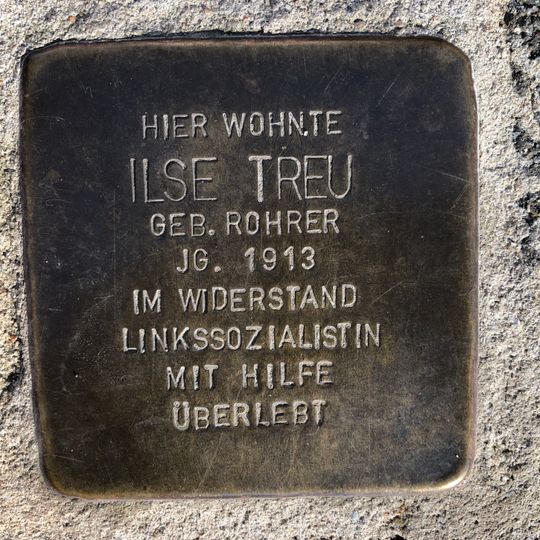 HIER WOHNTE
ILSE TREU
GEB. ROHRER
JG. 1913
IM WIDERSTAND
LINKSSOZIALISTIN
MIT HILFE
ÜBERLEBT